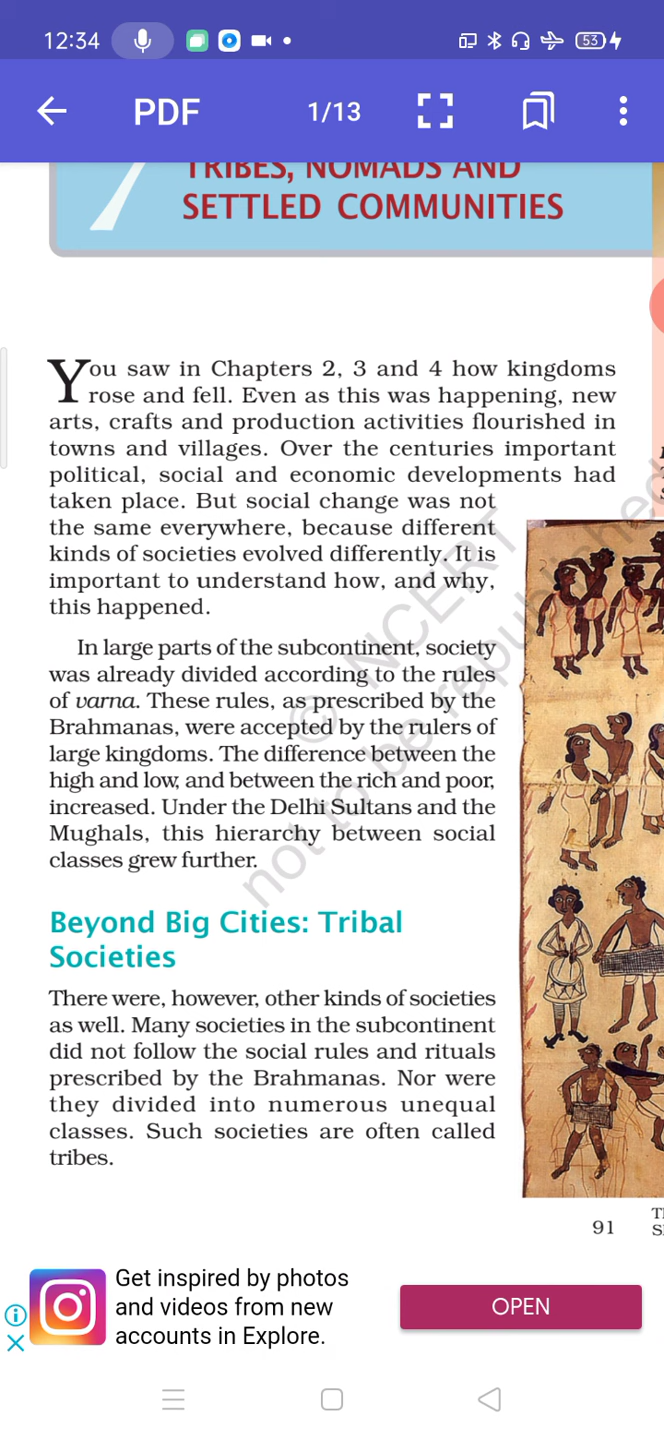 12:34
53
PDF
1/13
7
TRIBES, NOMADS AND
SETTLED COMMUNITIES
You saw in Chapters 2, 3 and 4 how kingdoms
rose and fell. Even as this was happening, new
arts, crafts and production activities flourished in
towns and villages. Over the centuries important
political, social and economic developments had
taken place. But social change was not
the same everywhere, because different
kinds of societies evolved differently. It is
important to understand how, and why,
this happened.
In large parts of the subcontinent, society
was already divided according to the rules
of varna. These rules, as prescribed by the
Brahmanas, were accepted by the rulers of
large kingdoms. The difference between the
high and low, and between the rich and poor,
increased. Under the Delhi Sultans and the
Mughals, this hierarchy between social
classes grew further.
© NCERT
not to be republished
Beyond Big Cities: Tribal
Societies
There were, however, other kinds of societies
as well. Many societies in the subcontinent
did not follow the social rules and rituals
prescribed by the Brahmanas. Nor were
they divided into numerous unequal
classes. Such societies are often called
tribes.
91
Get inspired by photos
and videos from new
accounts in Explore.
OPEN